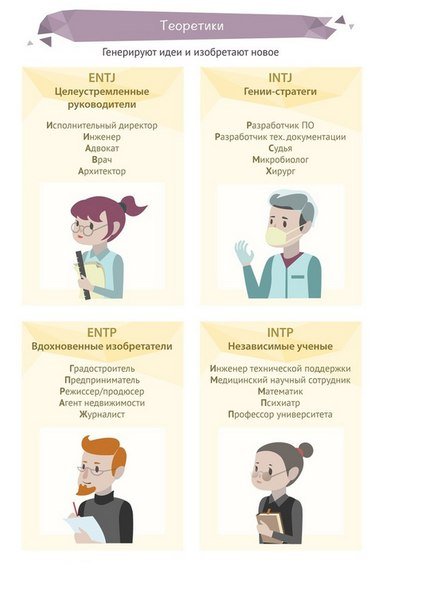 Теоретики
Генерируют идеи и изобретают новое
ENTJ
Целеустремленные
руководители
Исполнительный директор
Инженер
Адвокат
Врач
Архитектор
INTJ
Гении-стратеги
Разработчик ПО
Разработчик тех. документации
Судья
Микробиолог
Хирург
ENTP
Вдохновенные изобретатели
Градостроитель
Предприниматель
Режиссер/продюсер
Агент недвижимости
Журналист
INTP
Независимые ученые
Инженер технической поддержки
Медицинский научный сотрудник
Математик
Психиатр
Профессор университета